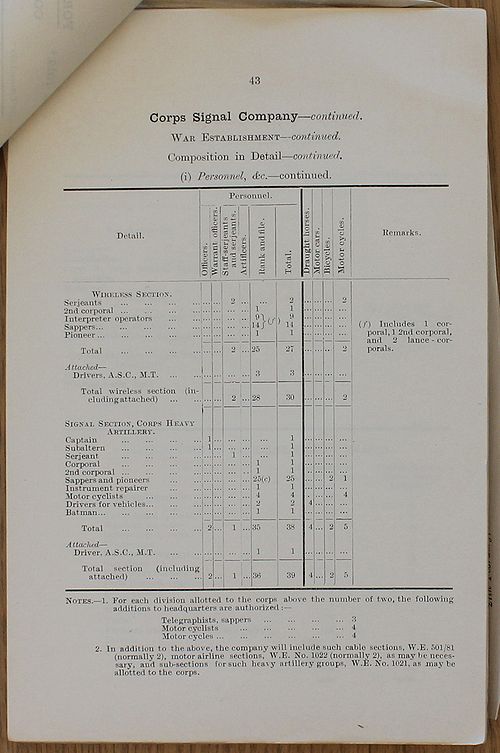 43
Corps Signal Company—continued.
War Establishment—continued.
Composition in Detail—continued.
(i) Personnel, &c.—continued.
Detail. Personnel. Remarks.
Officers. Warrant officers. Staff-serjeants and serjeants. Artificers. Rank and file. Total. Draught horses. Motor cars. Bicycles. Motor cycles.
Wireless Section.
Serjeants ... ... ... ... ... ... 2 ... ... 2 ... ... ... 2
2nd corporal ... ... ... ... ... ... ... ... 1 1 ... ... ... ...
Interpreter operators ... ... ... ... ... ... 9 } (f) 9 ... ... ... ...
Sappers... ... ... ... ... ... ... ... 14 } 14 ... ... ... ...
Pioneer ... ... ... ... ... ... ... ... 1 1 ... ... ... ...
(f) Includes 1 cor-
poral, 1 2nd corporal,
and 2 lance-cor-
porals.
Total ... ... ... ... ... ... 2 ... 25 27 ... ... ... 2
Attached—
Drivers, A.S.C., M.T. ... ... ... ... ... ... 3 3 ... ... ... ...
Total wireless section (in-
cluding attached) ... ... ... ... 2 ... 28 30 ... ... ... 2
Signal Section, Corps Heavy
Artillery.
Captain ... ... ... ... 1 ... ... ... ... 1 ... ... ... ...
Subaltern ... ... ... ... 1 ... ... ... ... 1 ... ... ... ...
Serjeant ... ... ... ... ... ... 1 ... ... 1 ... ... ... ...
Corporal ... ... ... ... ... ... ... ... 1 1 ... ... ... ...
2nd corporal ... ... ... ... ... ... ... ... 1 1 ... ... ... ...
Sappers and pioneers ... ... ... ... ... ... 25(c) 25 ... ... 2 1
Instrument repairer ... ... ... ... ... ... 1 1 ... ... ... ...
Motor cyclists ... ... ... ... ... ... ... 4 4 ... ... ... 4
Drivers for vehicles... ... ... ... ... ... ... 2 2 4 ... ... ...
Batman... ... ... ... ... ... ... ... 1 1 ... ... ... ...
Total ... ... ... ... 2 ... 1 ... 35 38 4 ... 2 5
Attached—
Driver, A.S.C., M.T. ... ... ... ... ... ... 1 1 ... ... ... ...
Total section (including
attached) ... ... ... 2 ... 1 ... 36 39 4 ... 2 5
Notes.—1. For each division allotted to the corps above the number of two, the following
additions to headquarters are authorized :—
Telegraphists, sappers ... ... ... ... 3
Motor cyclists ... ... ... ... 4
Motor cycles ... ... ... ... ... 4
2. In addition to the above, the company will include such cable sections, W.E. 501/81
(normally 2), motor airline sections, W.E. No. 1022 (normally 2), as may be neces-
sary, and sub-sections for such heavy artillery groups, W.E. No. 1021, as may be
allotted to the corps.